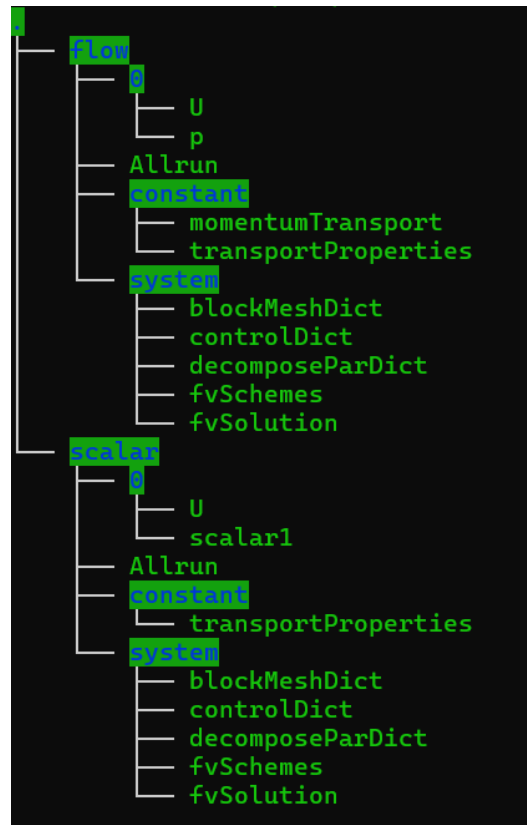 .
├── flow
│   ├── 0
│   │   ├── U
│   │   └── p
│   ├── Allrun
│   ├── constant
│   │   ├── momentumTransport
│   │   └── transportProperties
│   └── system
│       ├── blockMeshDict
│       ├── controlDict
│       ├── decomposeParDict
│       ├── fvSchemes
│       └── fvSolution
└── scalar
    ├── 0
    │   ├── U
    │   └── scalar1
    ├── Allrun
    ├── constant
    │   └── transportProperties
    └── system
        ├── blockMeshDict
        ├── controlDict
        ├── decomposeParDict
        ├── fvSchemes
        └── fvSolution